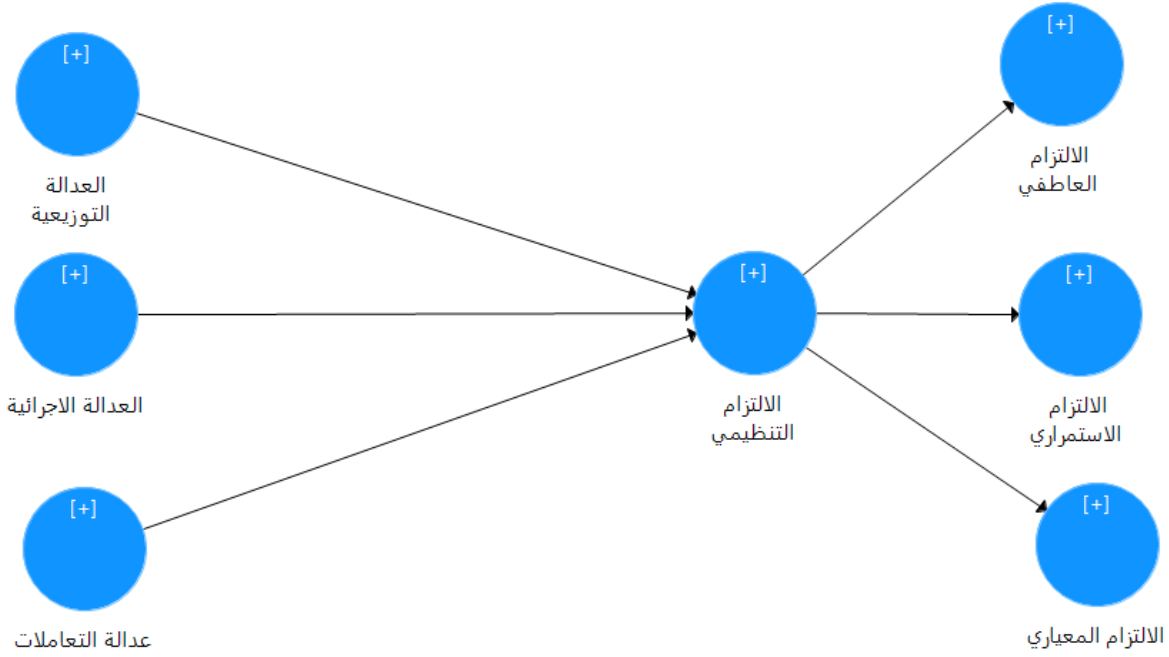 [+]
العدالة
التوزيعية
[+]
العدالة الاجرائية
[+]
عدالة التعاملات
[+]
الالتزام
التنظيمي
[+]
الالتزام
العاطفي
[+]
الالتزام
الاستمراري
[+]
الالتزام المعياري